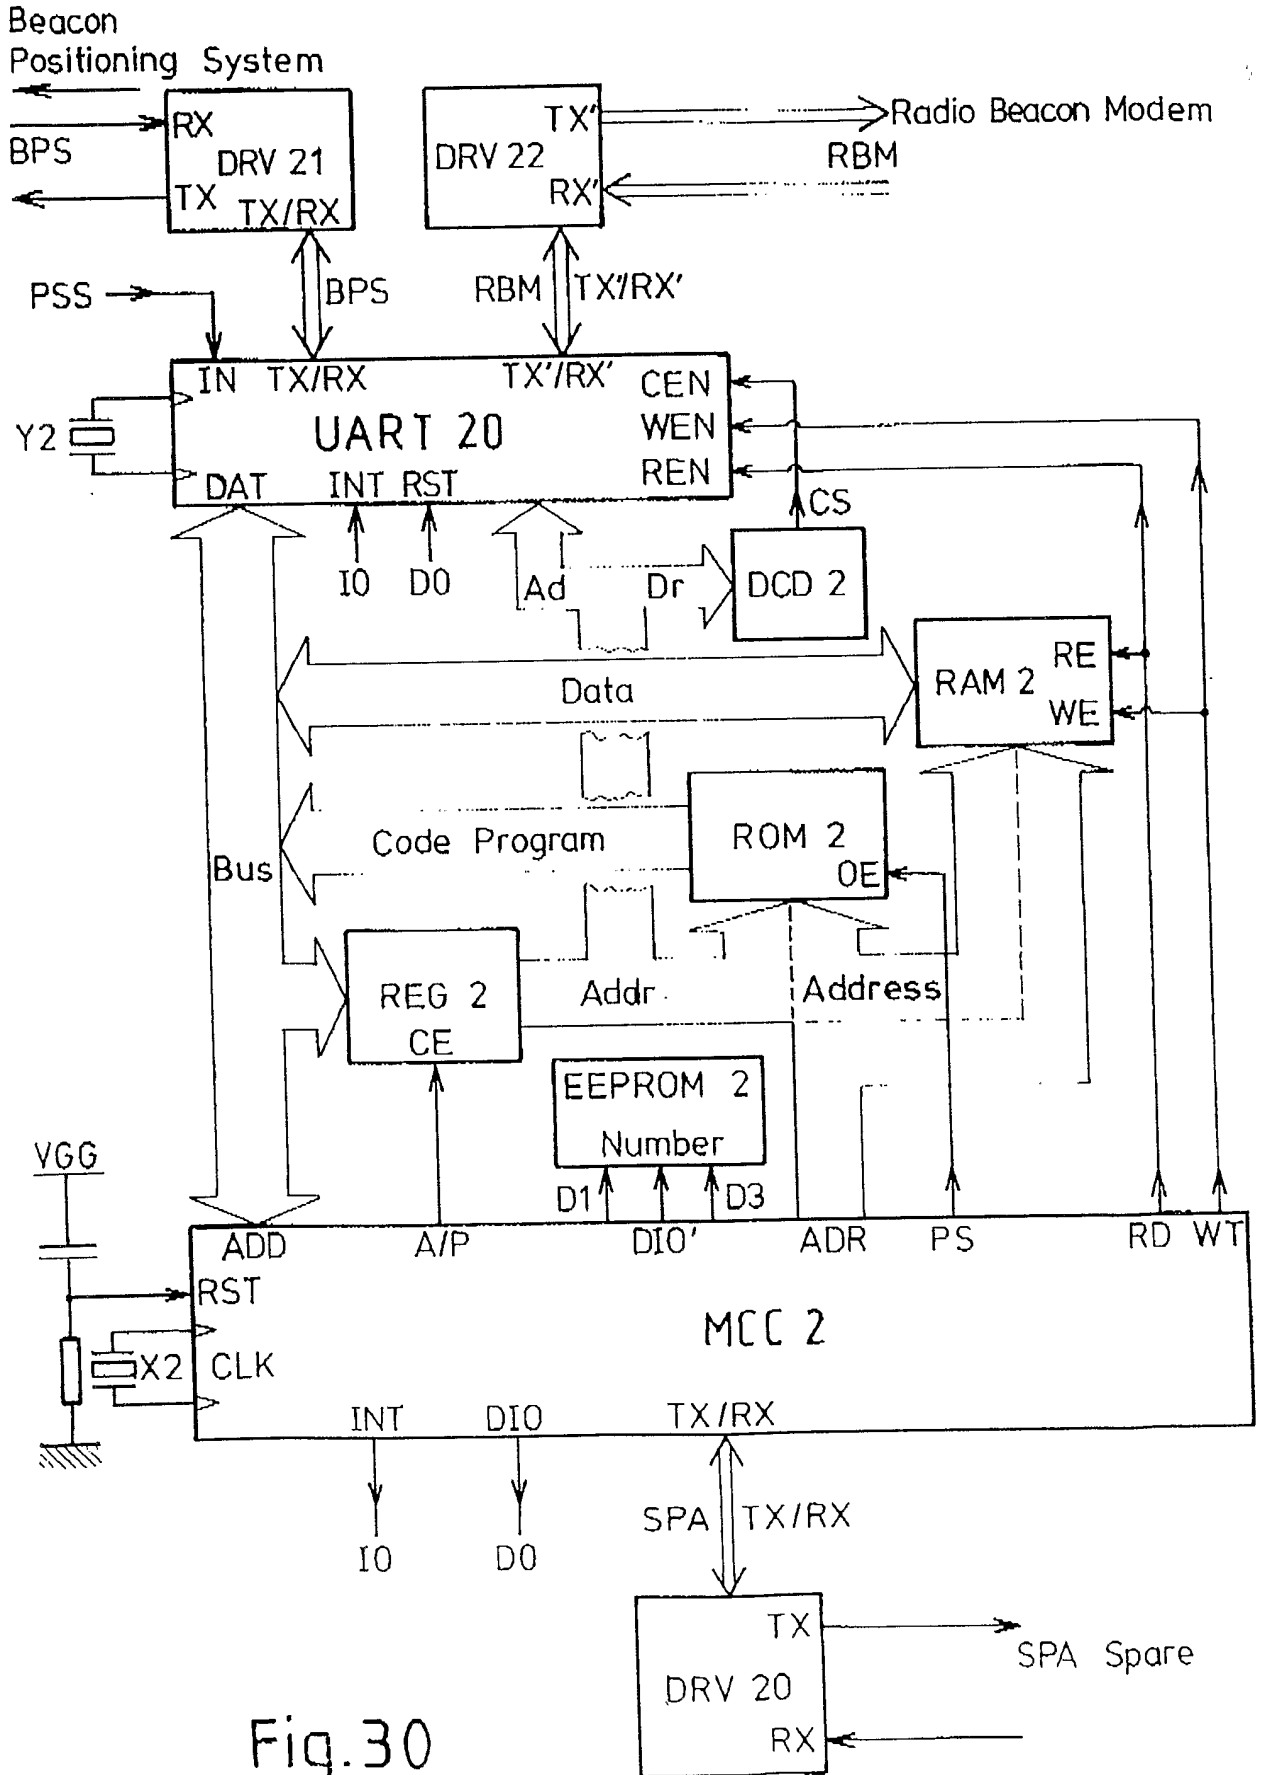 Beacon
Positioning System
RX
BPS
DRV 21
TX
TX/RX
TX'
DRV 22
RX'
Radio Beacon Modem
RBM
PSS
BPS
RBM
TX'/RX'
IN
TX/RX
TX'/RX'
CEN
Y2
UART 20
WEN
REN
DAT
INT
RST
CS
I0
D0
Ad
Dr
DCD 2
RE
Data
RAM 2
WE
Code Program
ROM 2
Bus
OE
REG 2
Addr.
Address
CE
EEPROM 2
Number
VGG
D1
D3
ADD
A/P
DIO'
ADR
PS
RD
WT
RST
MCC 2
X2
CLK
INT
DIO
TX/RX
SPA
TX/RX
I0
D0
TX
SPA Spare
DRV 20
RX
Fig.30